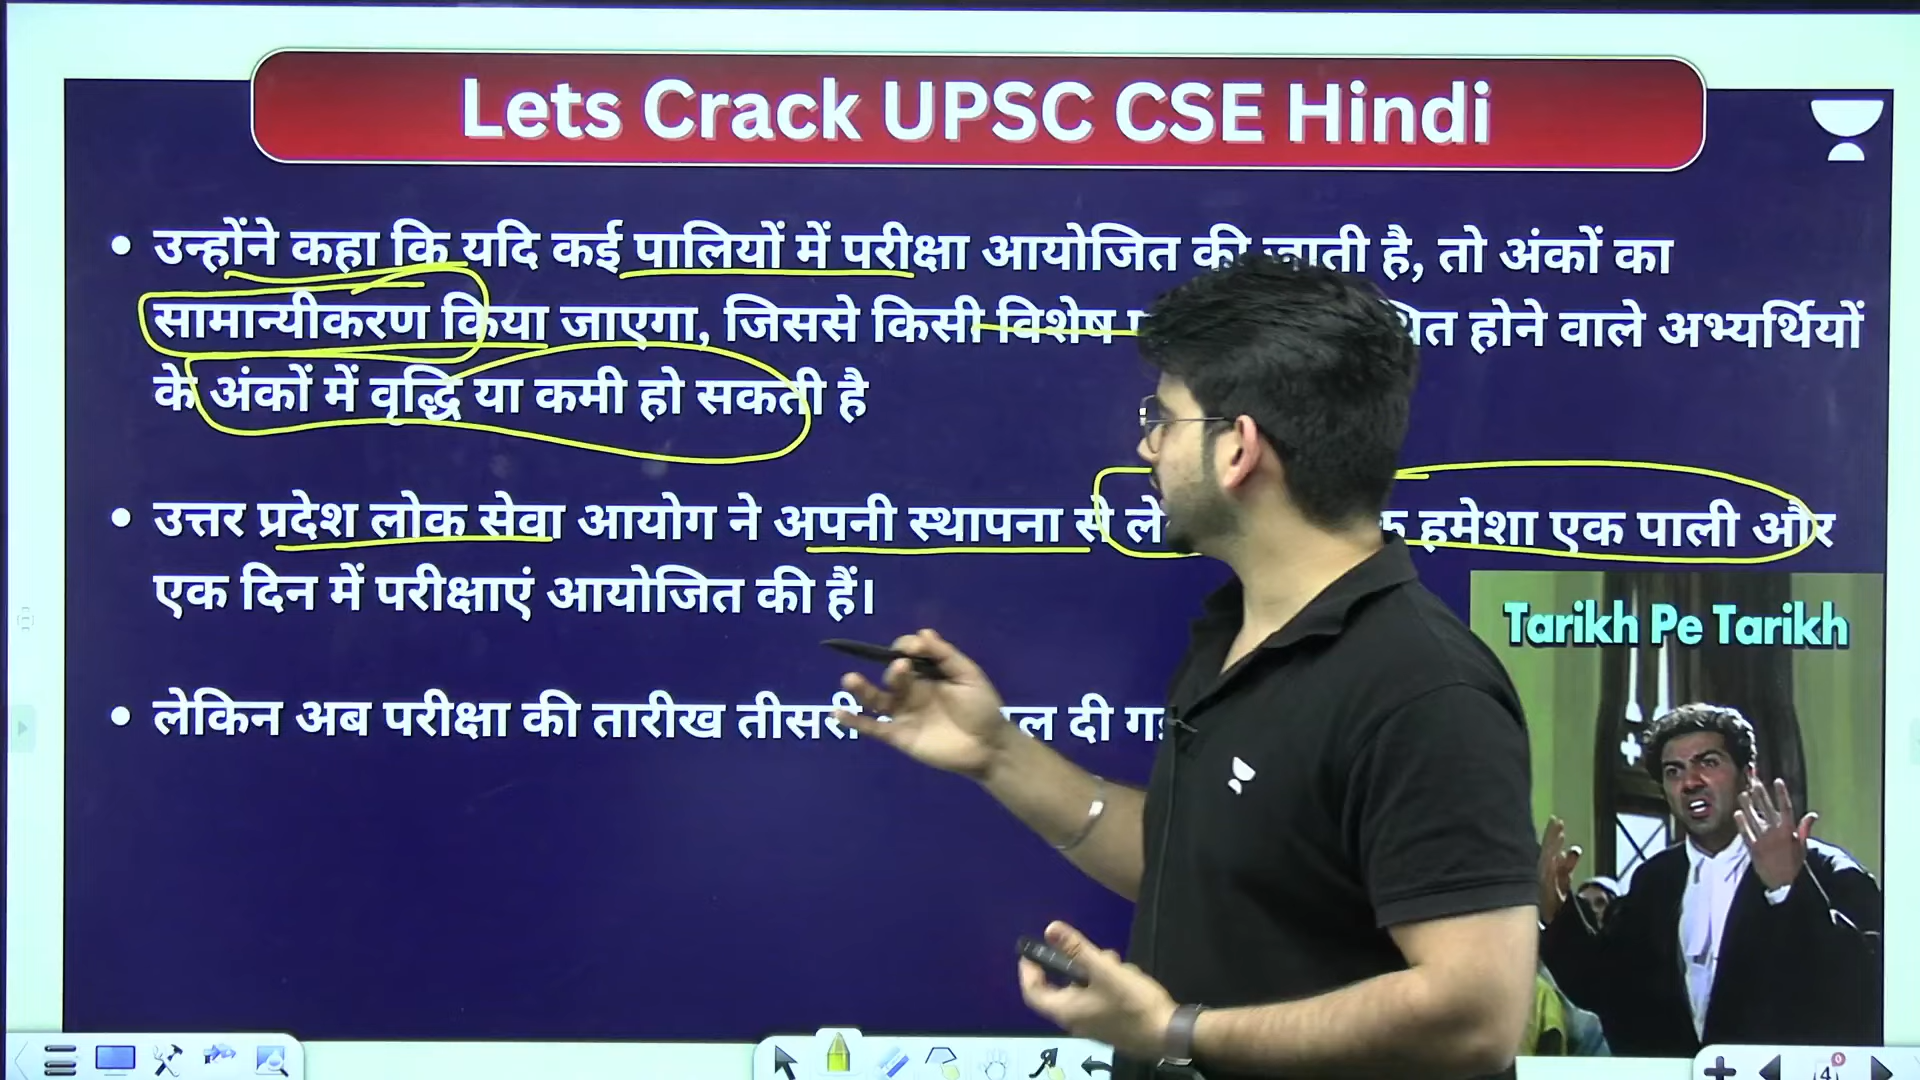 Lets Crack UPSC CSE Hindi
• उन्होंने कहा कि यदि कई पालियों में परीक्षा आयोजित की जाती है, तो अंकों का
सामान्यीकरण किया जाएगा, जिससे किसी विशेष होने वाले अभ्यर्थियों
के अंकों में वृद्धि या कमी हो सकती है
• उत्तर प्रदेश लोक सेवा आयोग ने अपनी स्थापना से हमेशा एक पाली और
एक दिन में परीक्षाएं आयोजित की हैं।
Tarikh Pe Tarikh
• लेकिन अब परीक्षा की तारीख तीसरी दी
4